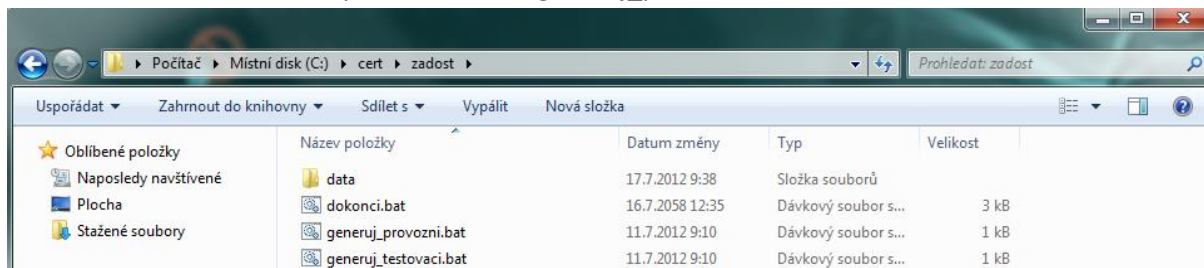 Počítač ▸ Místní disk (C:) ▸ cert ▸ zadost ▸ Prohledat: zadost
Uspořádat Zahrnout do knihovny Sdílet s Vypálit Nová složka
Oblíbené položky
Naposledy navštívené
Plocha
Stažené soubory
Název položky Datum změny Typ Velikost
data 17.7.2012 9:38 Složka souborů
dokonci.bat 16.7.2058 12:35 Dávkový soubor s... 3 kB
generuj_provozni.bat 11.7.2012 9:10 Dávkový soubor s... 1 kB
generuj_testovaci.bat 11.7.2012 9:10 Dávkový soubor s... 1 kB